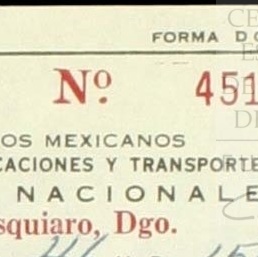 FORMA D
Nº 451
OS MEXICANOS
CACIONES Y TRANSPORTE
NACIONALE
squiaro, Dgo.